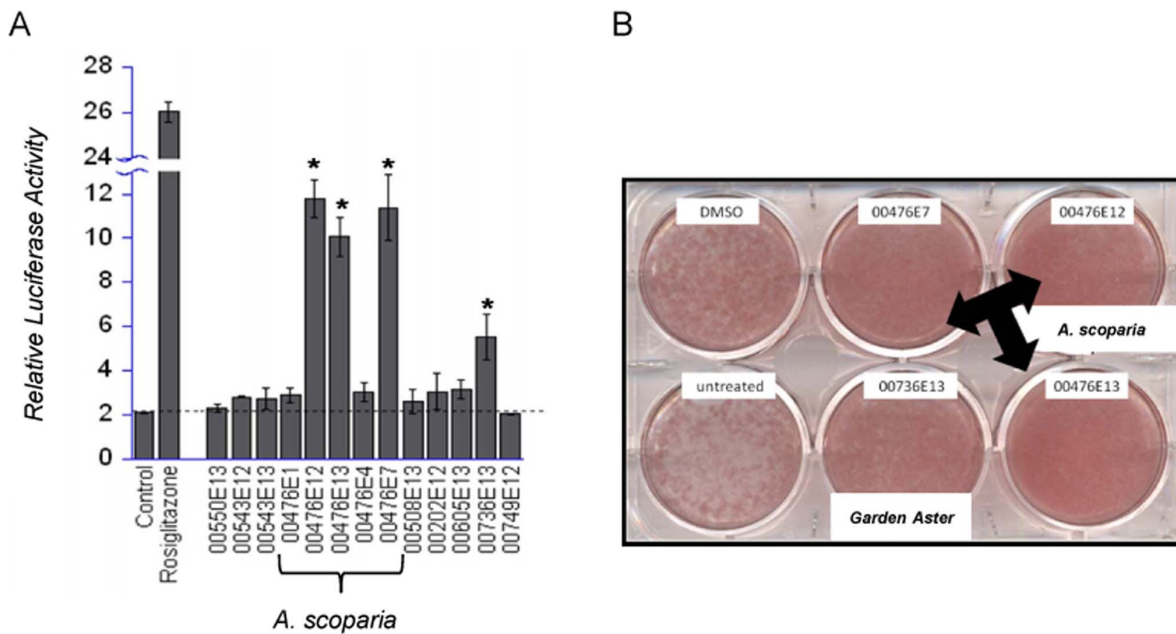 A
B
Relative Luciferase Activity
28
26
24
12
10
8
6
4
2
0
*
*
*
*
Control
Rosiglitazone
00550E13
00543E12
00543E13
00476E1
00476E12
00476E13
00476E4
00476E7
00508E13
00202E12
00605E13
00736E13
00749E12
A. scoparia
DMSO
00476E7
00476E12
A. scoparia
untreated
00736E13
00476E13
Garden Aster